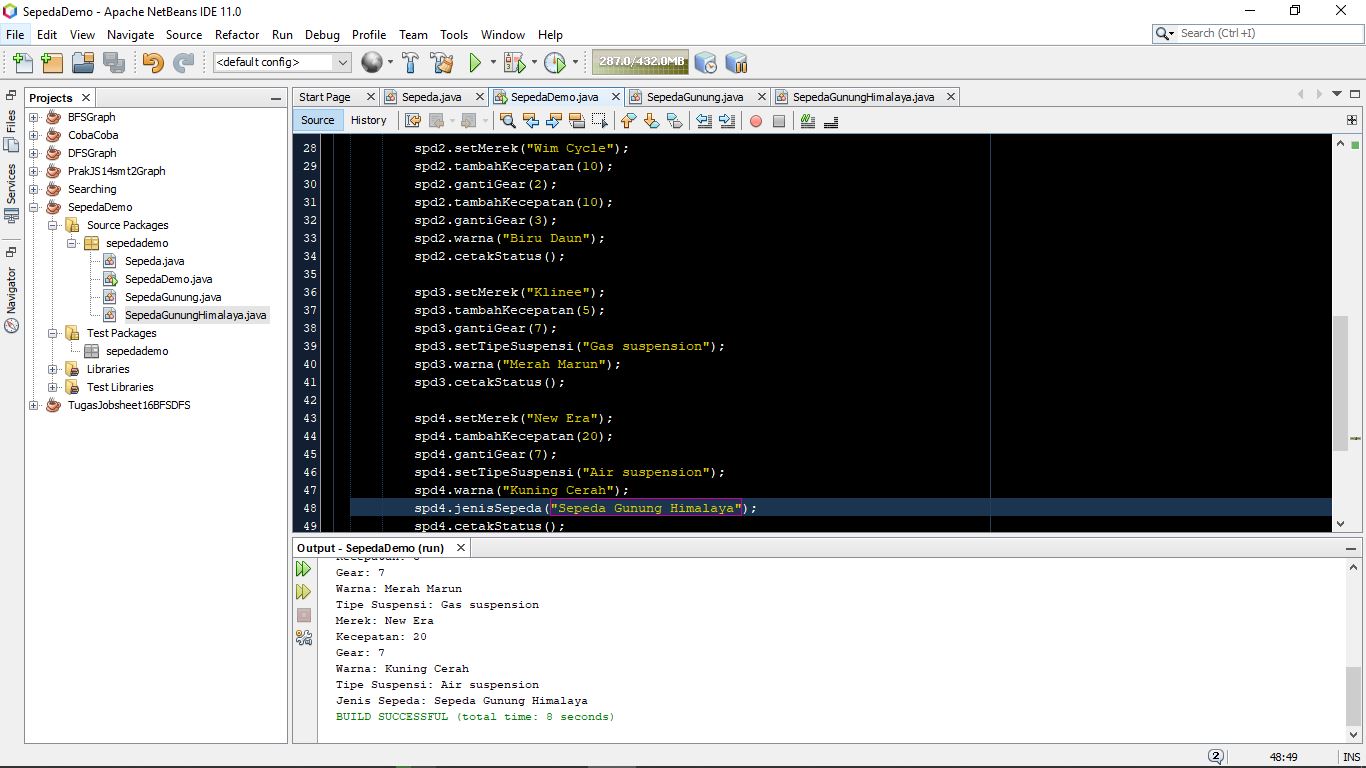 SepedaDemo - Apache NetBeans IDE 11.0
File Edit View Navigate Source Refactor Run Debug Profile Team Tools Window Help
Search (Ctrl+I)
<default config>
287.0/432.0MB
Files
Services
Navigator
Projects
BFSGraph
CobaCoba
DFSGraph
PrakJS14smt2Graph
Searching
SepedaDemo
Source Packages
sepedademo
Sepeda.java
SepedaDemo.java
SepedaGunung.java
SepedaGunungHimalaya.java
Test Packages
sepedademo
Libraries
Test Libraries
TugasJobsheet16BFSDFS
Start Page Sepeda.java SepedaDemo.java SepedaGunung.java SepedaGunungHimalaya.java
Source History
28 spd2.setMerek("Wim Cycle");
29 spd2.tambahKecepatan(10);
30 spd2.gantiGear(2);
31 spd2.tambahKecepatan(10);
32 spd2.gantiGear(3);
33 spd2.warna("Biru Daun");
34 spd2.cetakStatus();
35
36 spd3.setMerek("Klinee");
37 spd3.tambahKecepatan(5);
38 spd3.gantiGear(7);
39 spd3.setTipeSuspensi("Gas suspension");
40 spd3.warna("Merah Marun");
41 spd3.cetakStatus();
42
43 spd4.setMerek("New Era");
44 spd4.tambahKecepatan(20);
45 spd4.gantiGear(7);
46 spd4.setTipeSuspensi("Air suspension");
47 spd4.warna("Kuning Cerah");
48 spd4.jenisSepeda("Sepeda Gunung Himalaya");
49 spd4.cetakStatus();
Output - SepedaDemo (run)
Gear: 7
Warna: Merah Marun
Tipe Suspensi: Gas suspension
Merek: New Era
Kecepatan: 20
Gear: 7
Warna: Kuning Cerah
Tipe Suspensi: Air suspension
Jenis Sepeda: Sepeda Gunung Himalaya
BUILD SUCCESSFUL (total time: 8 seconds)
2 48:49 INS